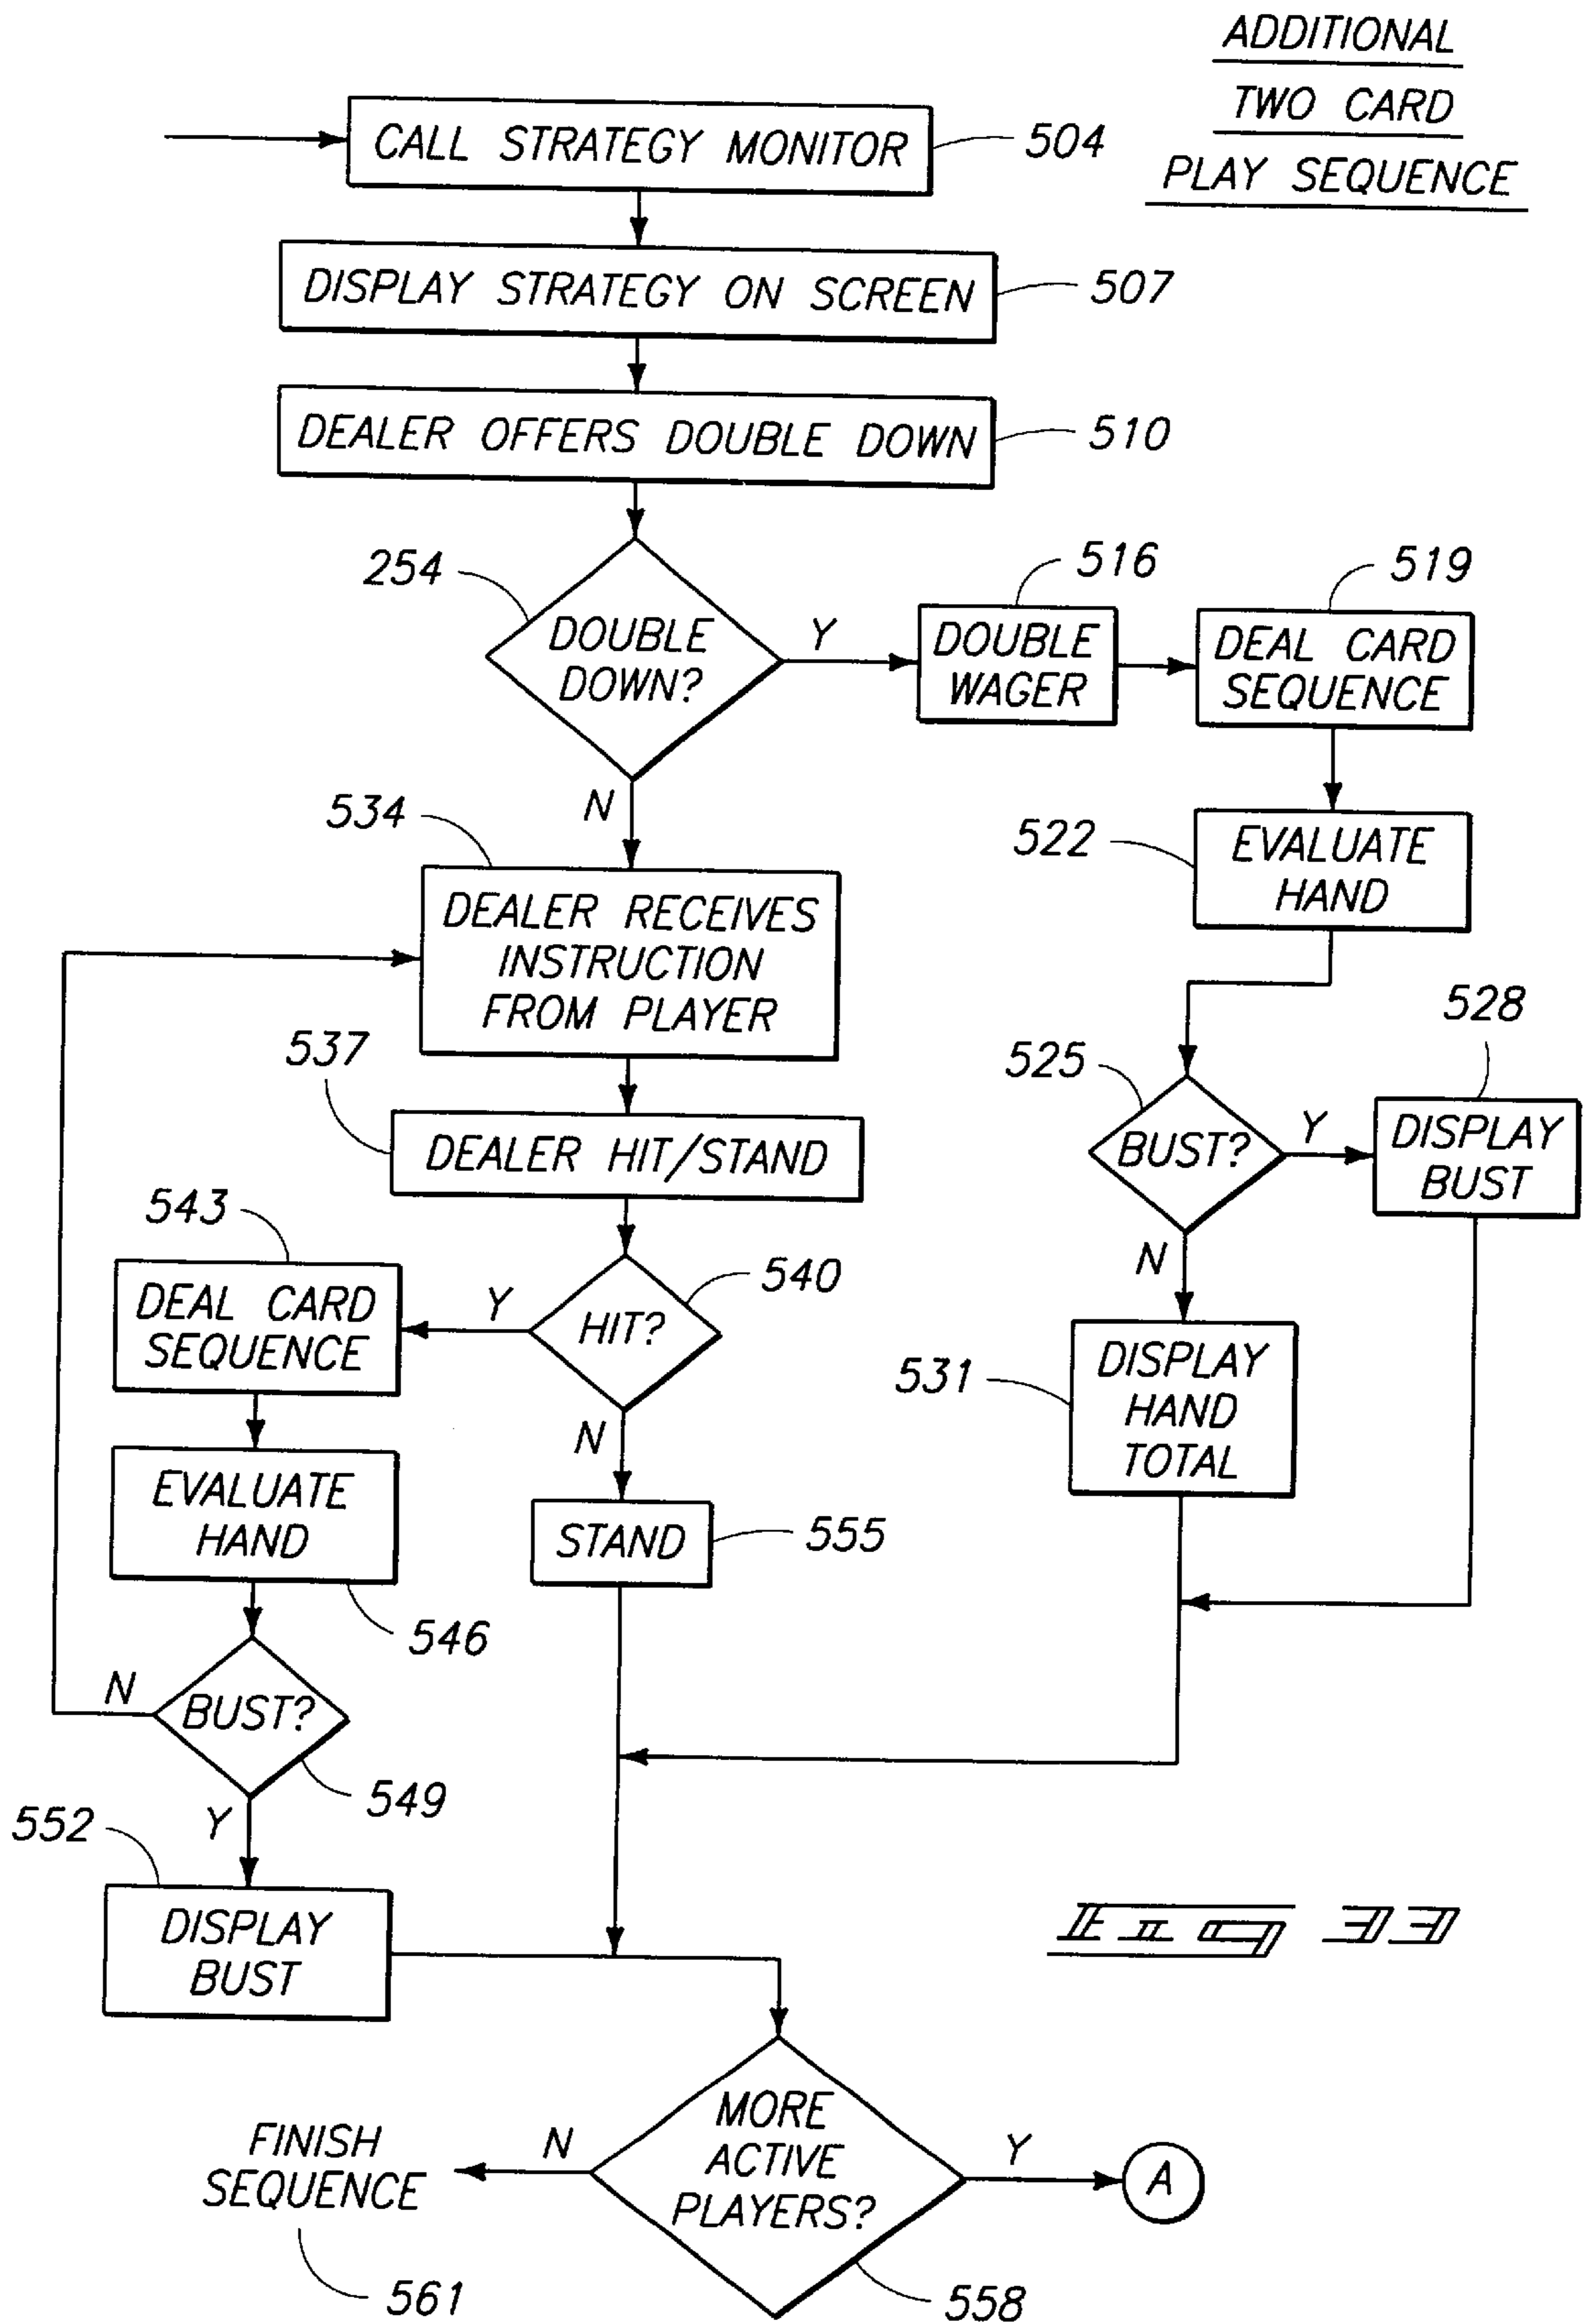 ADDITIONAL
TWO CARD
PLAY SEQUENCE
CALL STRATEGY MONITOR
504
DISPLAY STRATEGY ON SCREEN
507
DEALER OFFERS DOUBLE DOWN
510
254
DOUBLE
DOWN?
Y
N
516
DOUBLE
WAGER
519
DEAL CARD
SEQUENCE
522
EVALUATE
HAND
525
BUST?
Y
N
528
DISPLAY
BUST
531
DISPLAY
HAND
TOTAL
534
DEALER RECEIVES
INSTRUCTION
FROM PLAYER
537
DEALER HIT/STAND
540
HIT?
Y
N
543
DEAL CARD
SEQUENCE
EVALUATE
HAND
546
BUST?
N
Y
549
552
DISPLAY
BUST
STAND
555
MORE
ACTIVE
PLAYERS?
N
Y
558
A
FINISH
SEQUENCE
561
Fig 33